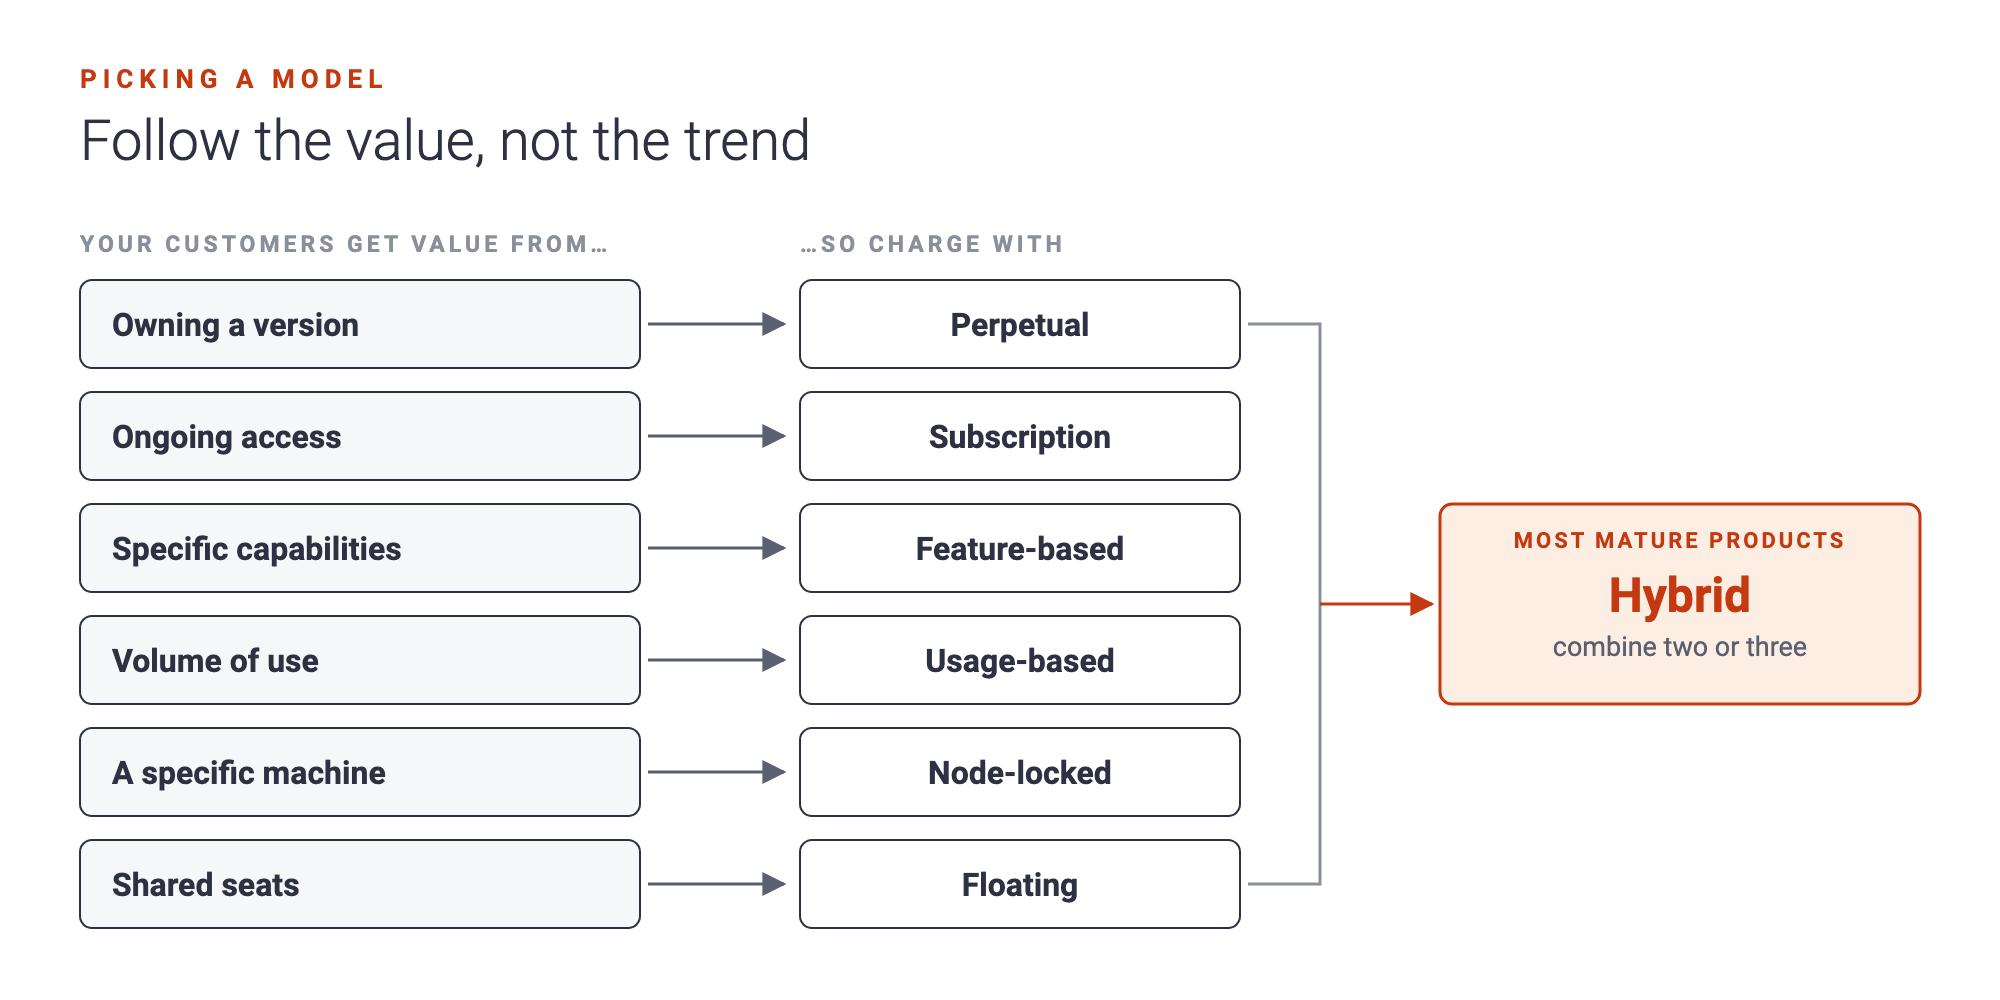 PICKING A MODEL
Follow the value, not the trend
YOUR CUSTOMERS GET VALUE FROM…
…SO CHARGE WITH
Owning a version
Perpetual
Ongoing access
Subscription
Specific capabilities
Feature-based
Volume of use
Usage-based
A specific machine
Node-locked
Shared seats
Floating
MOST MATURE PRODUCTS
Hybrid
combine two or three